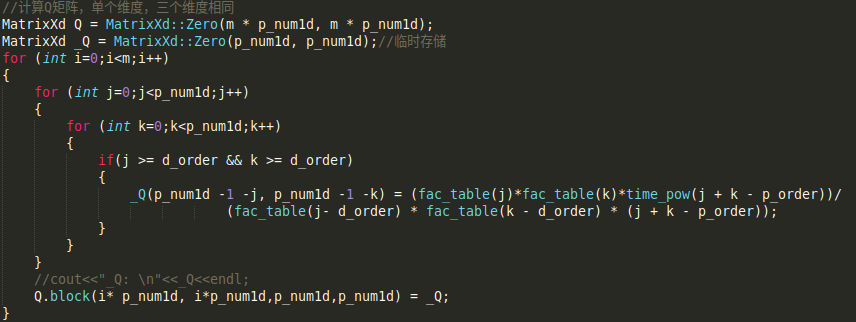 //计算Q矩阵，单个维度，三个维度相同
MatrixXd Q = MatrixXd::Zero(m * p_num1d, m * p_num1d);
MatrixXd _Q = MatrixXd::Zero(p_num1d, p_num1d);//临时存储
for (int i=0;i<m;i++)
{
    for (int j=0;j<p_num1d;j++)
    {
        for (int k=0;k<p_num1d;k++)
        {
            if(j >= d_order && k >= d_order)
            {
                _Q(p_num1d -1 -j, p_num1d -1 -k) = (fac_table(j)*fac_table(k)*time_pow(j + k - p_order))/
                            (fac_table(j- d_order) * fac_table(k - d_order) * (j + k - p_order));
            }
        }
    }
    //cout<<"_Q: \n"<<_Q<<endl;
    Q.block(i* p_num1d, i*p_num1d,p_num1d,p_num1d) = _Q;
}